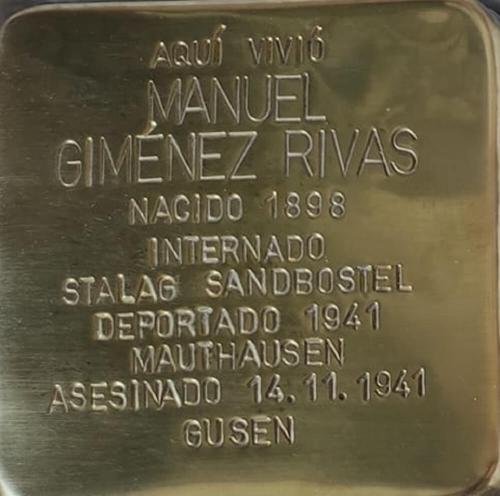 AQUÍ VIVIÓ
MANUEL
GIMÉNEZ RIVAS
NACIDO 1898
INTERNADO
STALAG SANDBOSTEL
DEPORTADO 1941
MAUTHAUSEN
ASESINADO 14.11.1941
GUSEN